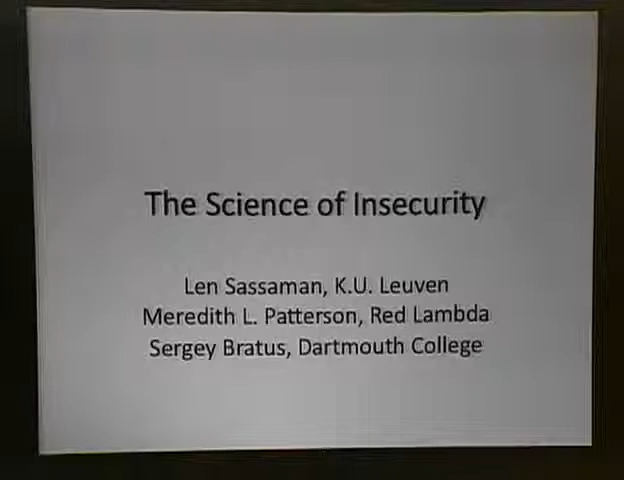 The Science of Insecurity
Len Sassaman, K.U. Leuven
Meredith L. Patterson, Red Lambda
Sergey Bratus, Dartmouth College